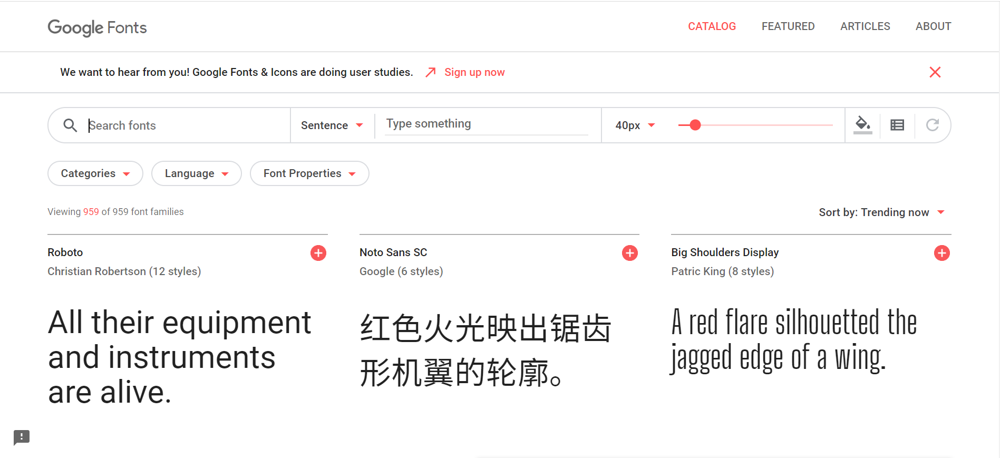 Google Fonts
CATALOG FEATURED ARTICLES ABOUT
We want to hear from you! Google Fonts & Icons are doing user studies. Sign up now
Search fonts Sentence Type something 40px
Categories Language Font Properties
Viewing 959 of 959 font families
Sort by: Trending now
Roboto
Christian Robertson (12 styles)
All their equipment
and instruments
are alive.
Noto Sans SC
Google (6 styles)
红色火光映出锯齿
形机翼的轮廓。
Big Shoulders Display
Patric King (8 styles)
A red flare silhouetted the
jagged edge of a wing.